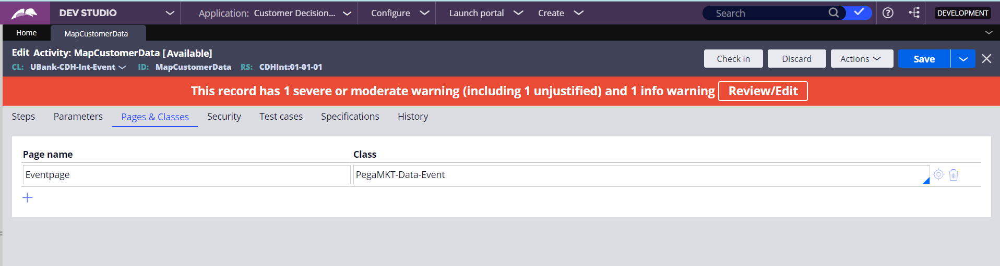 DEV STUDIO Application: Customer Decision... Configure Launch portal Create Search DEVELOPMENT
Home MapCustomerData
Edit Activity: MapCustomerData [Available]
CL: UBank-CDH-Int-Event ID: MapCustomerData RS: CDHInt:01-01-01
Check in Discard Actions Save
This record has 1 severe or moderate warning (including 1 unjustified) and 1 info warning Review/Edit
Steps Parameters Pages & Classes Security Test cases Specifications History
Page name Class
Eventpage PegaMKT-Data-Event